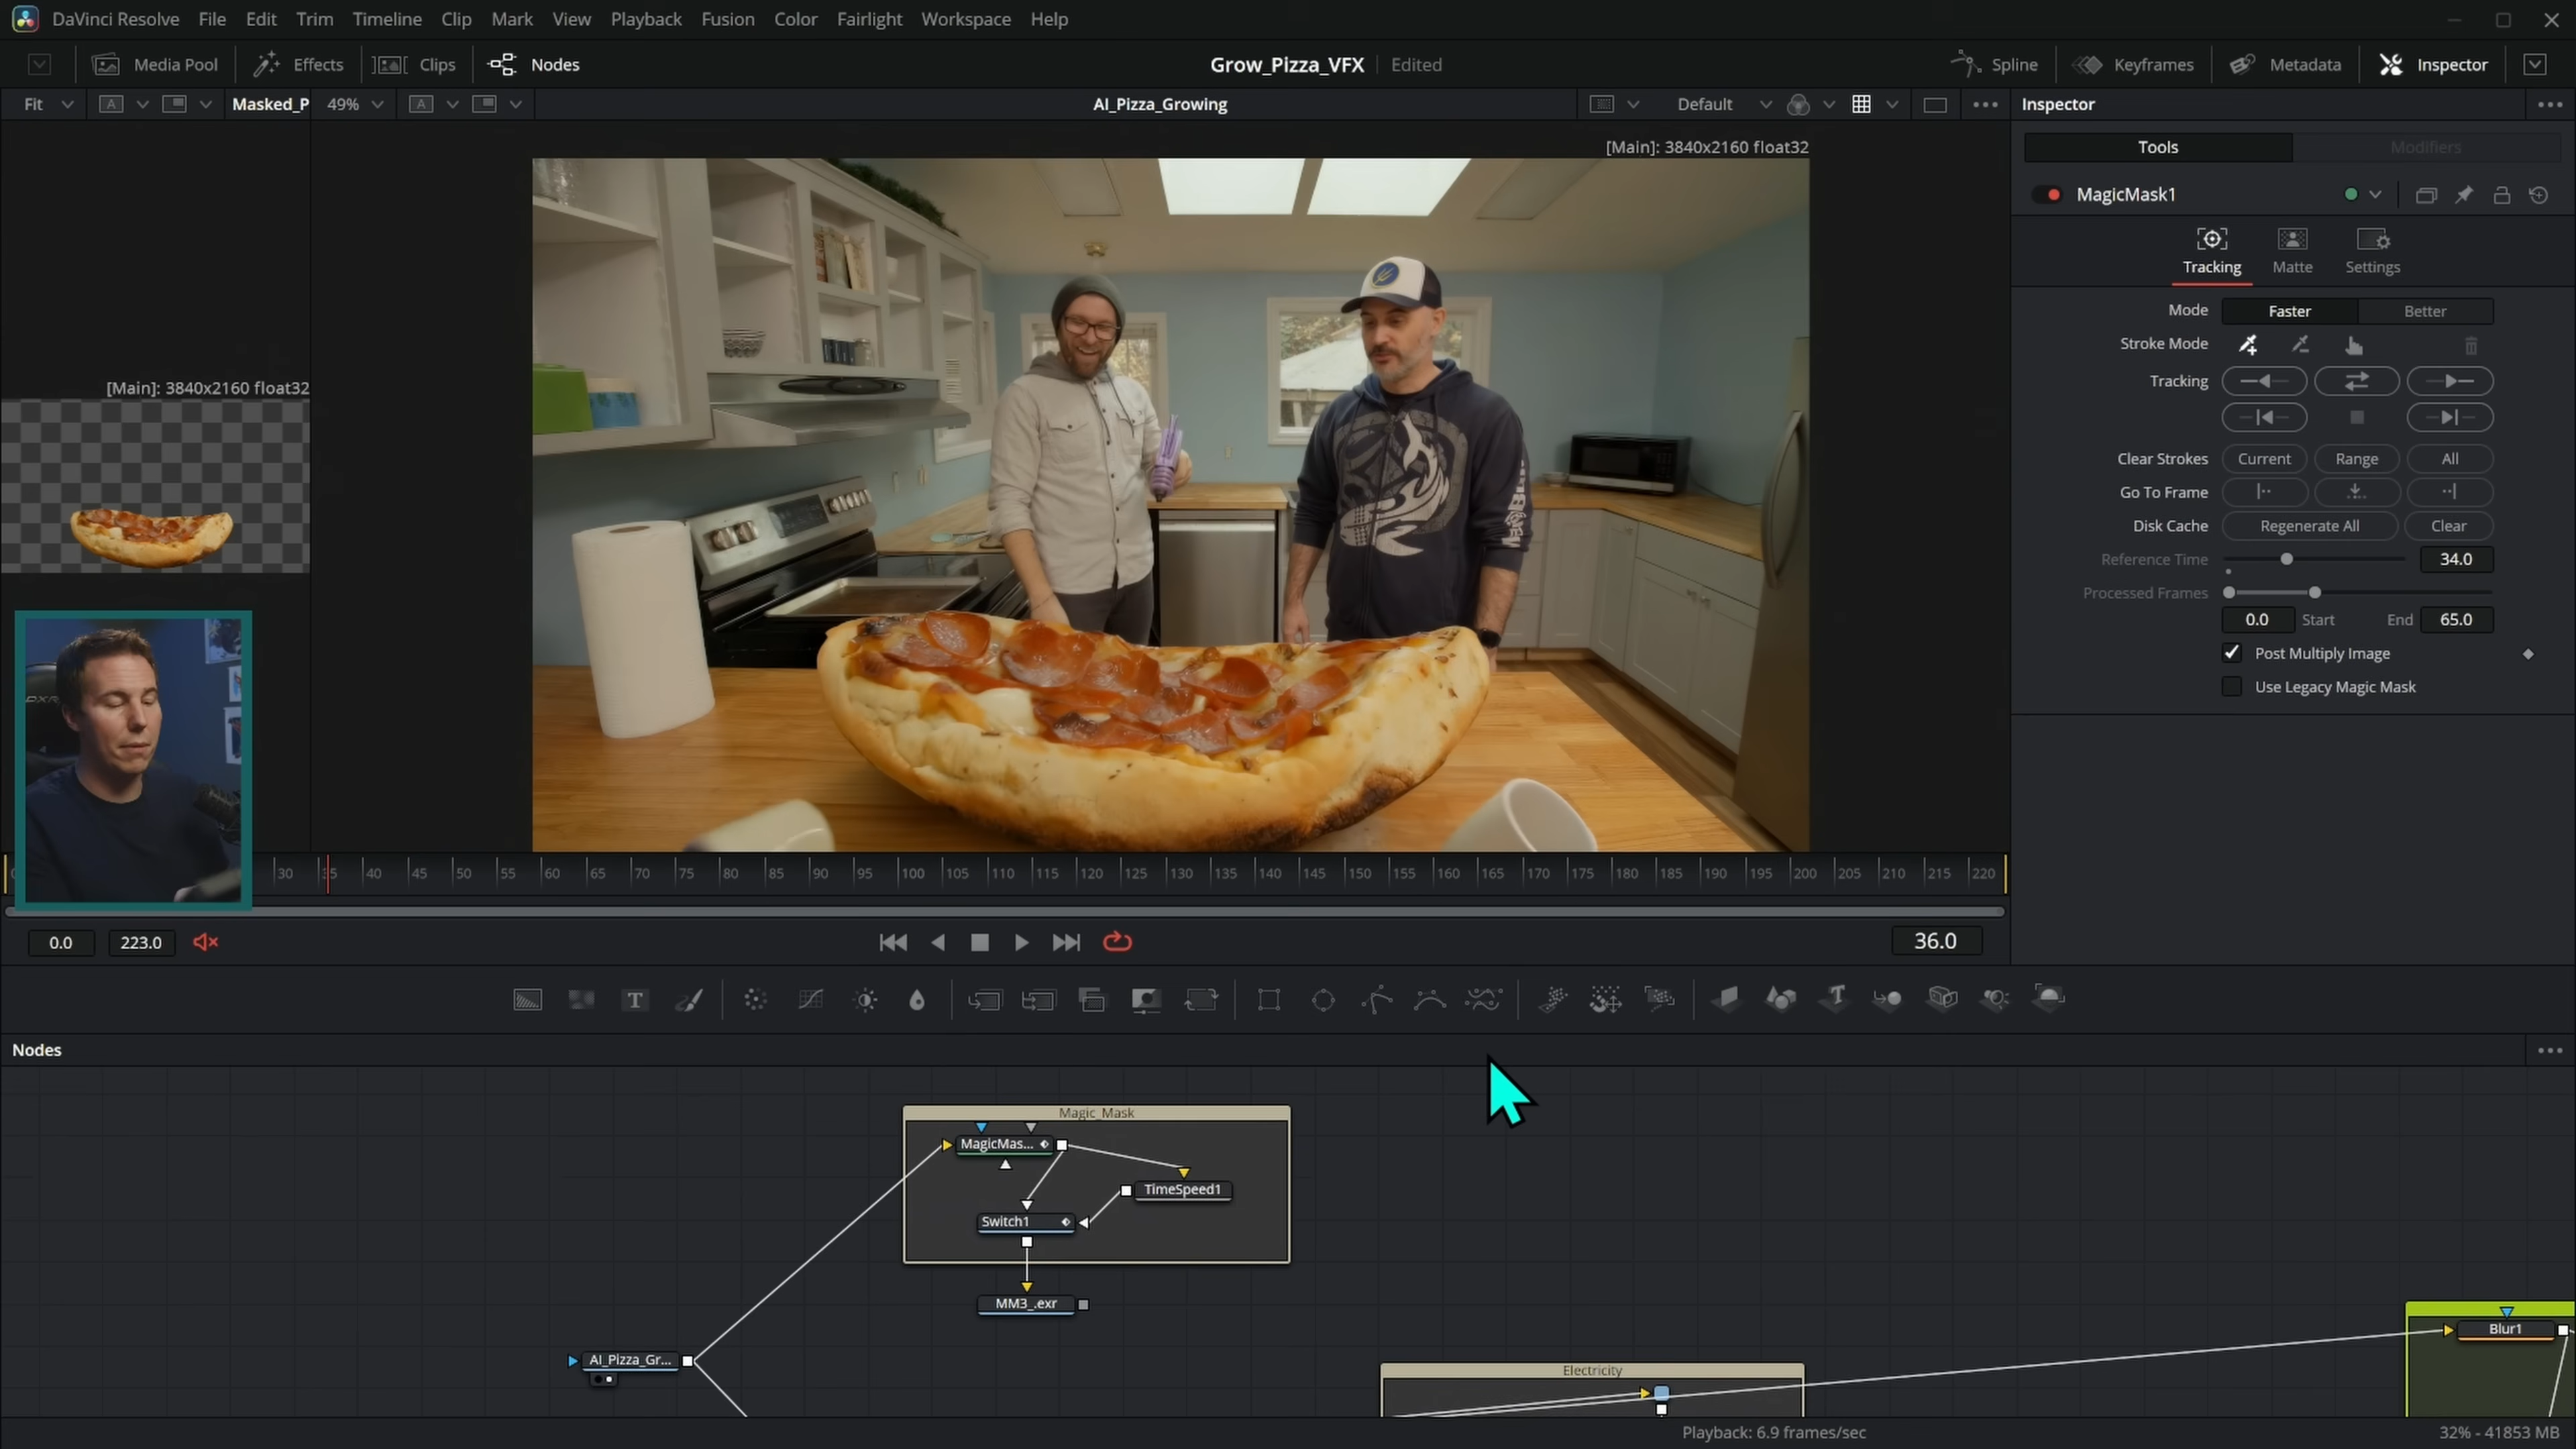 DaVinci Resolve File Edit Trim Timeline Clip Mark View Playback Fusion Color Fairlight Workspace Help
Media Pool Effects Clips Nodes Grow_Pizza_VFX Edited Spline Keyframes Metadata Inspector
Fit A Masked_P 49% A AI_Pizza_Growing Default Inspector
[Main]: 3840x2160 float32
Tools Modifiers
MagicMask1
Tracking Matte Settings
Mode Faster Better
Stroke Mode
Tracking
[Main]: 3840x2160 float32
Clear Strokes Current Range All
Go To Frame
Disk Cache Regenerate All Clear
Reference Time 34.0
Processed Frames
0.0 Start End 65.0
Post Multiply Image
Use Legacy Magic Mask
30 35 40 45 50 55 60 65 70 75 80 85 90 95 100 105 110 115 120 125 130 135 140 145 150 155 160 165 170 175 180 185 190 195 200 205 210 215 220
0.0 223.0 36.0
T T
Nodes
Magic_Mask
MagicMas...
TimeSpeed1
Switch1
MM3_.exr
Blur1
AI_Pizza_Gr...
Electricity
Playback: 6.9 frames/sec 32% - 41853 MB